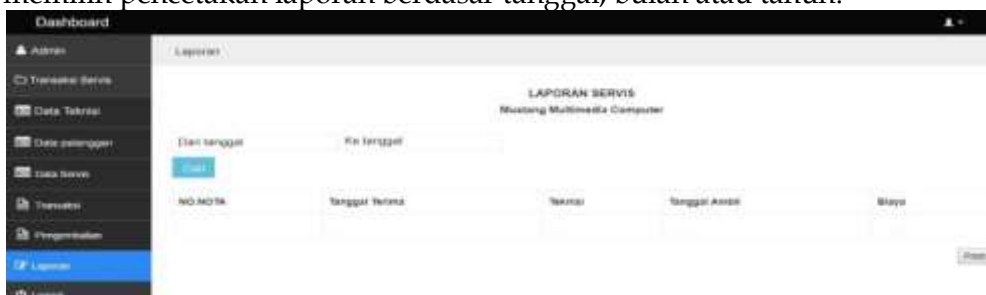 memilih pencetakan laporan berdasar tanggal, bulan atau tahun.
Dashboard
Admin
Laporan
Transaksi Servis
LAPORAN SERVIS
Mustang Multimedia Computer
Data Teknisi
Data pelanggan
Dari tanggal
Ke tanggal
Cari
Data Servis
Transaksi
NO.NOTA Tanggal Terima Teknisi Tanggal Ambil Biaya
Pengembalian
Print
Laporan